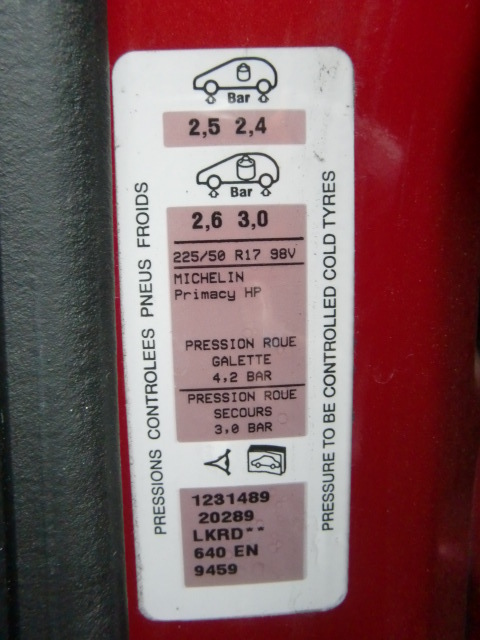 Bar
2,5 2,4
Bar
2,6 3,0
225/50 R17 98V
MICHELIN
Primacy HP
PRESSION ROUE
GALETTE
4,2 BAR
PRESSION ROUE
SECOURS
3,0 BAR
1231489
20289
LKRD--
640 EN
9459
PRESSIONS CONTROLEES PNEUS FROIDS
PRESSURE TO BE CONTROLLED COLD TYRES